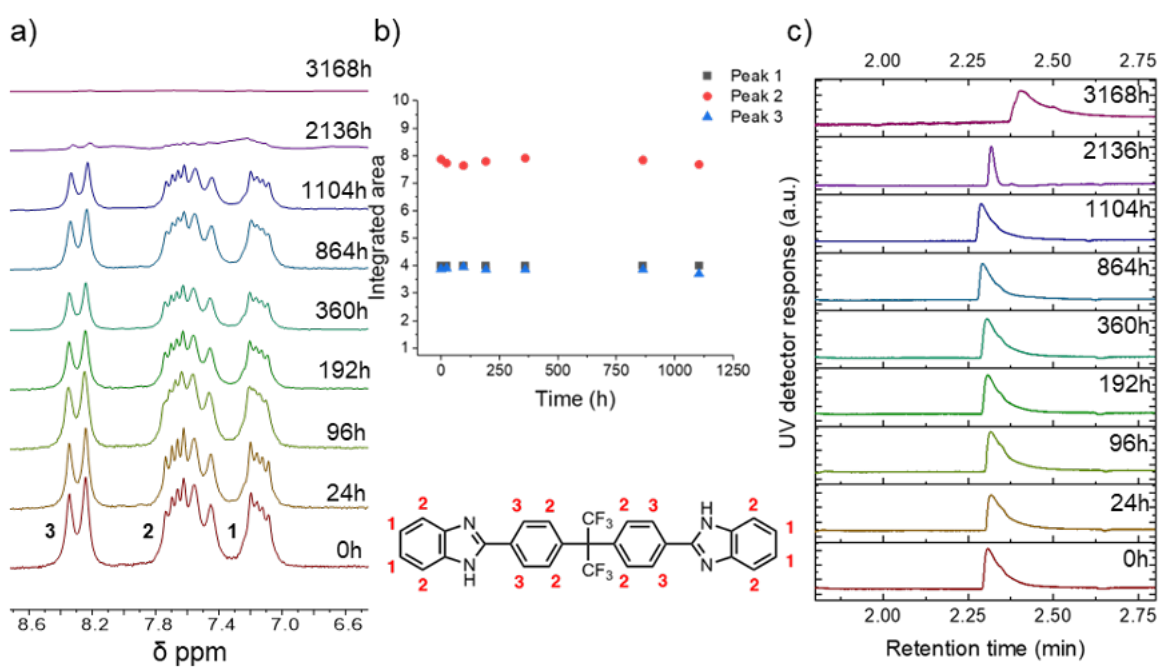 a)
3168h
2136h
1104h
864h
360h
192h
96h
24h
0h
3 2 1
8.6 8.2 7.8 7.4 7.0 6.6
δ ppm
b)
Peak 1
Peak 2
Peak 3
10
9
8
7
6
5
4
3
2
1
Integrated area
0 250 500 750 1000 1250
Time (h)
2 3 2 2 3 2
1 N CF₃ NH 1
1 NH CF₃ N 1
2 3 2 2 3 2
c)
2.00 2.25 2.50 2.75
3168h
2136h
1104h
864h
360h
192h
96h
24h
0h
UV detector response (a.u.)
2.00 2.25 2.50 2.75
Retention time (min)